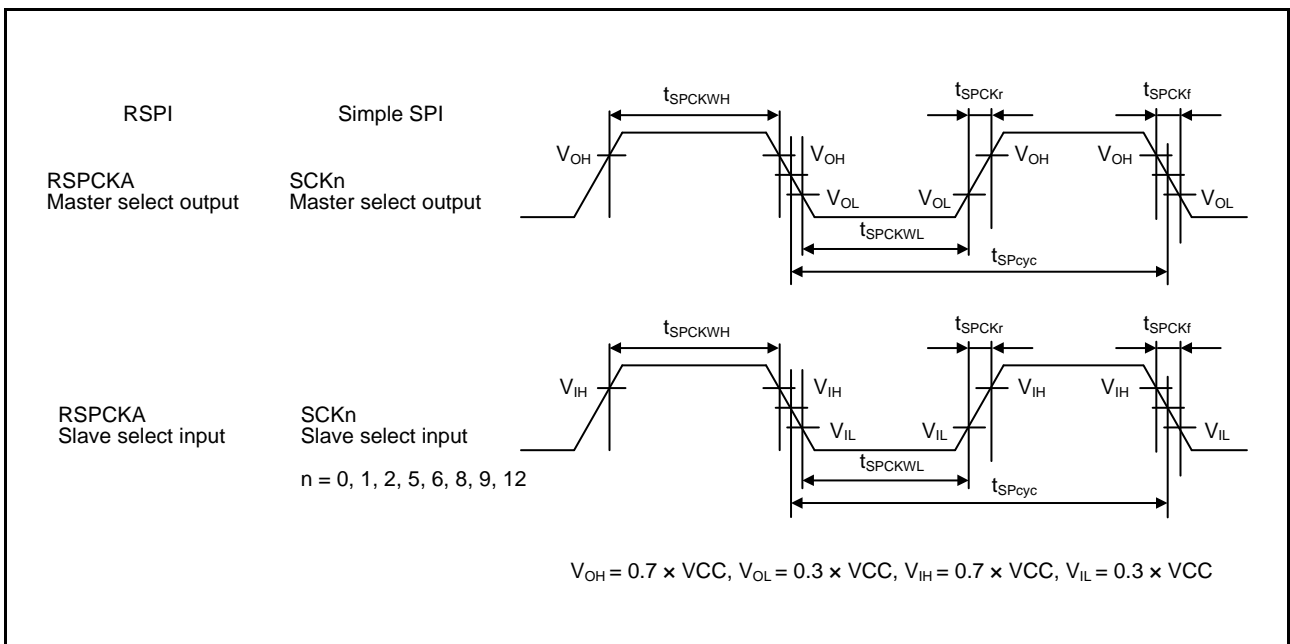 RSPI
Simple SPI
RSPCKA
Master select output
SCKn
Master select output
tSPCKWH
tSPCKr
tSPCKf
VOH
VOH
VOH
VOH
VOL
VOL
VOL
tSPCKWL
tSPcyc
RSPCKA
Slave select input
SCKn
Slave select input
n = 0, 1, 2, 5, 6, 8, 9, 12
tSPCKWH
tSPCKr
tSPCKf
VIH
VIH
VIH
VIH
VIL
VIL
VIL
tSPCKWL
tSPcyc
VOH = 0.7 × VCC, VOL = 0.3 × VCC, VIH = 0.7 × VCC, VIL = 0.3 × VCC